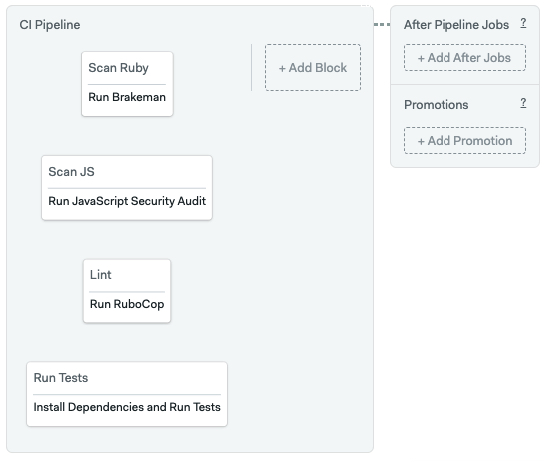 CI Pipeline
Scan Ruby
Run Brakeman
+ Add Block
Scan JS
Run JavaScript Security Audit
Lint
Run RuboCop
Run Tests
Install Dependencies and Run Tests
After Pipeline Jobs ?
+ Add After Jobs
Promotions ?
+ Add Promotion